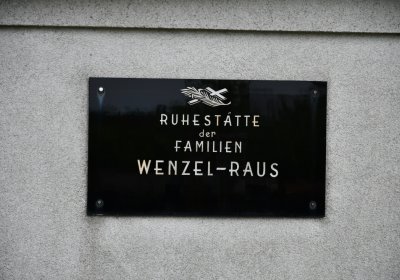 RUHESTÄTTE
der
FAMILIEN
WENZEL-RAUS